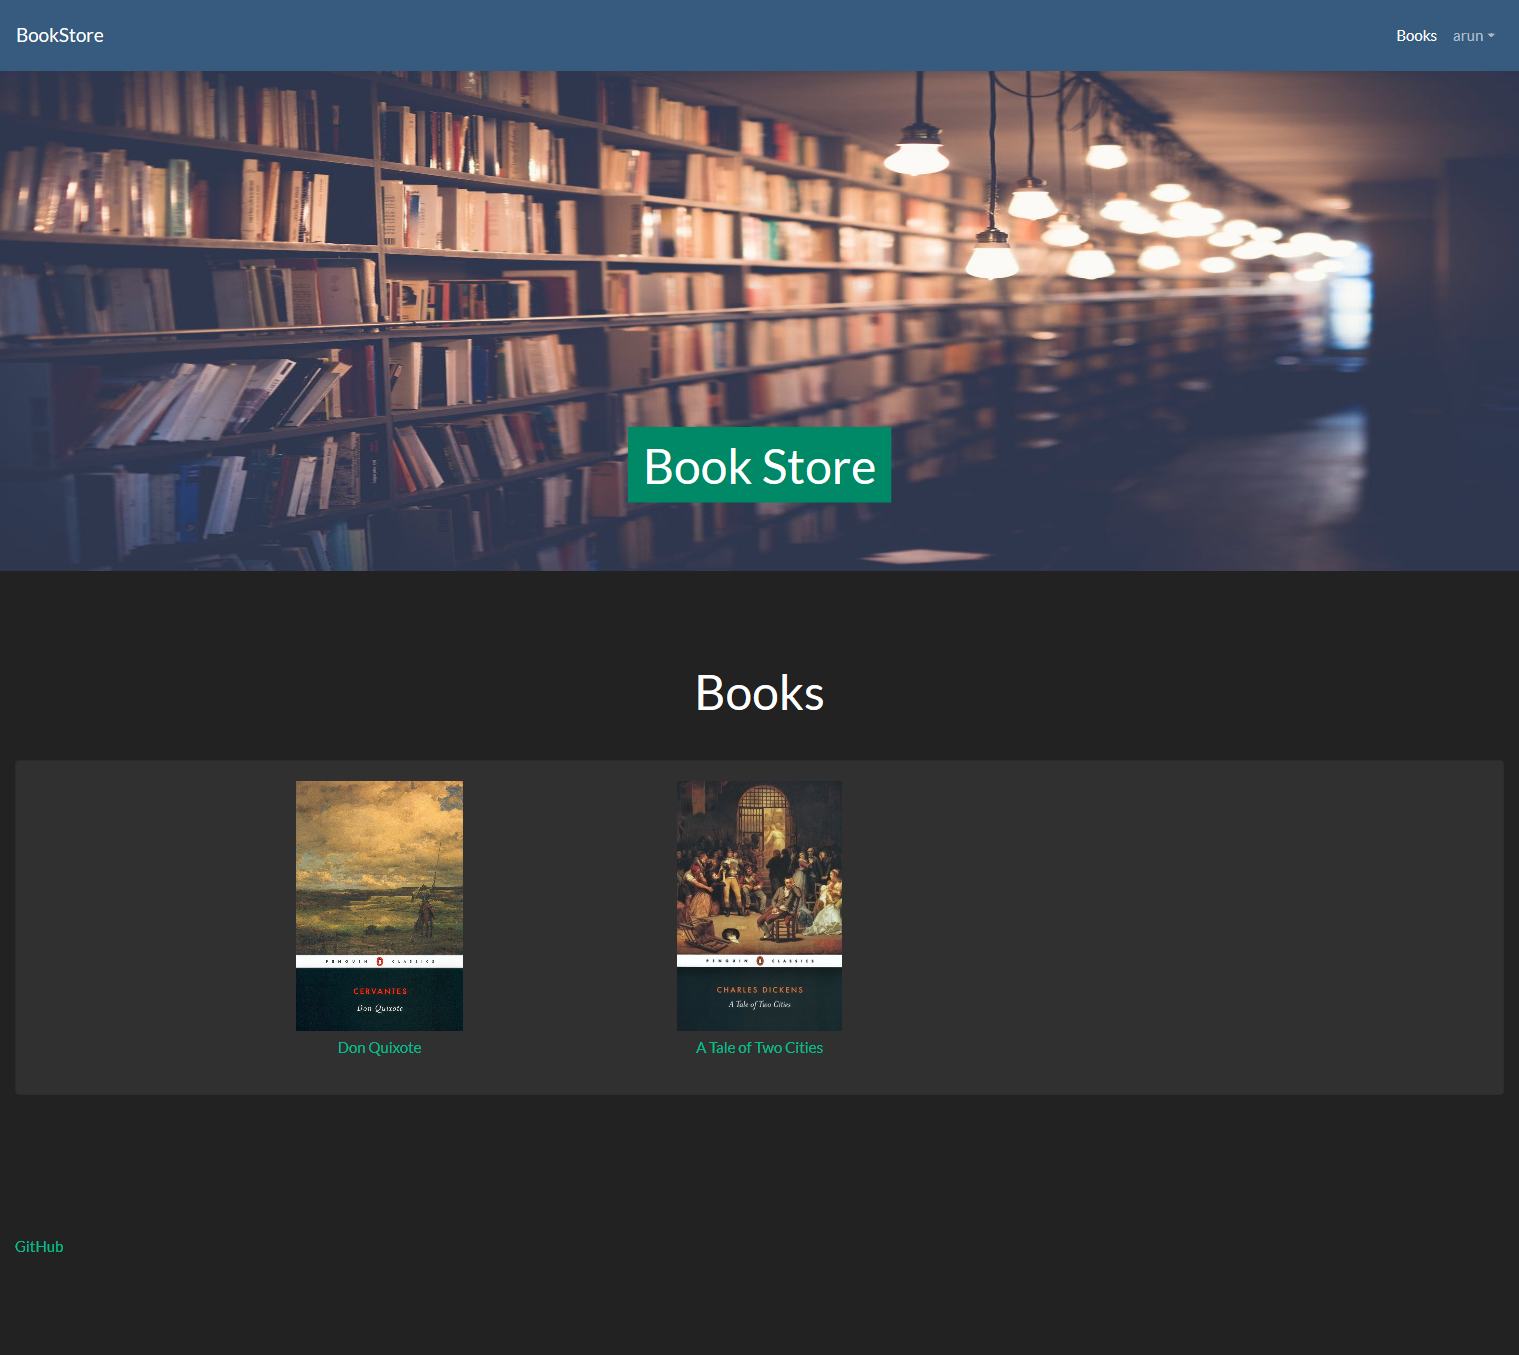 BookStore
Books
arun
Book Store
Books
PENGUIN CLASSICS
CERVANTES
Don Quixote
PENGUIN CLASSICS
CHARLES DICKENS
A Tale of Two Cities
Don Quixote
A Tale of Two Cities
GitHub